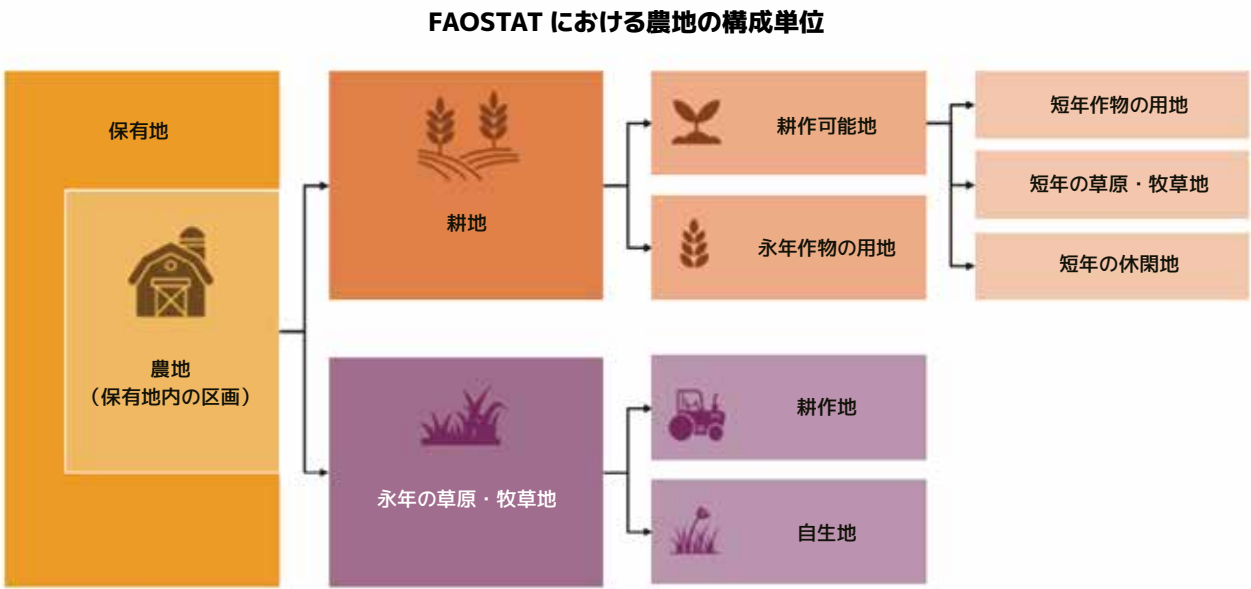 FAOSTAT における農地の構成単位
保有地
農地
（保有地内の区画）
耕地
耕作可能地
永年作物の用地
短年作物の用地
短年の草原・牧草地
短年の休閑地
永年の草原・牧草地
耕作地
自生地